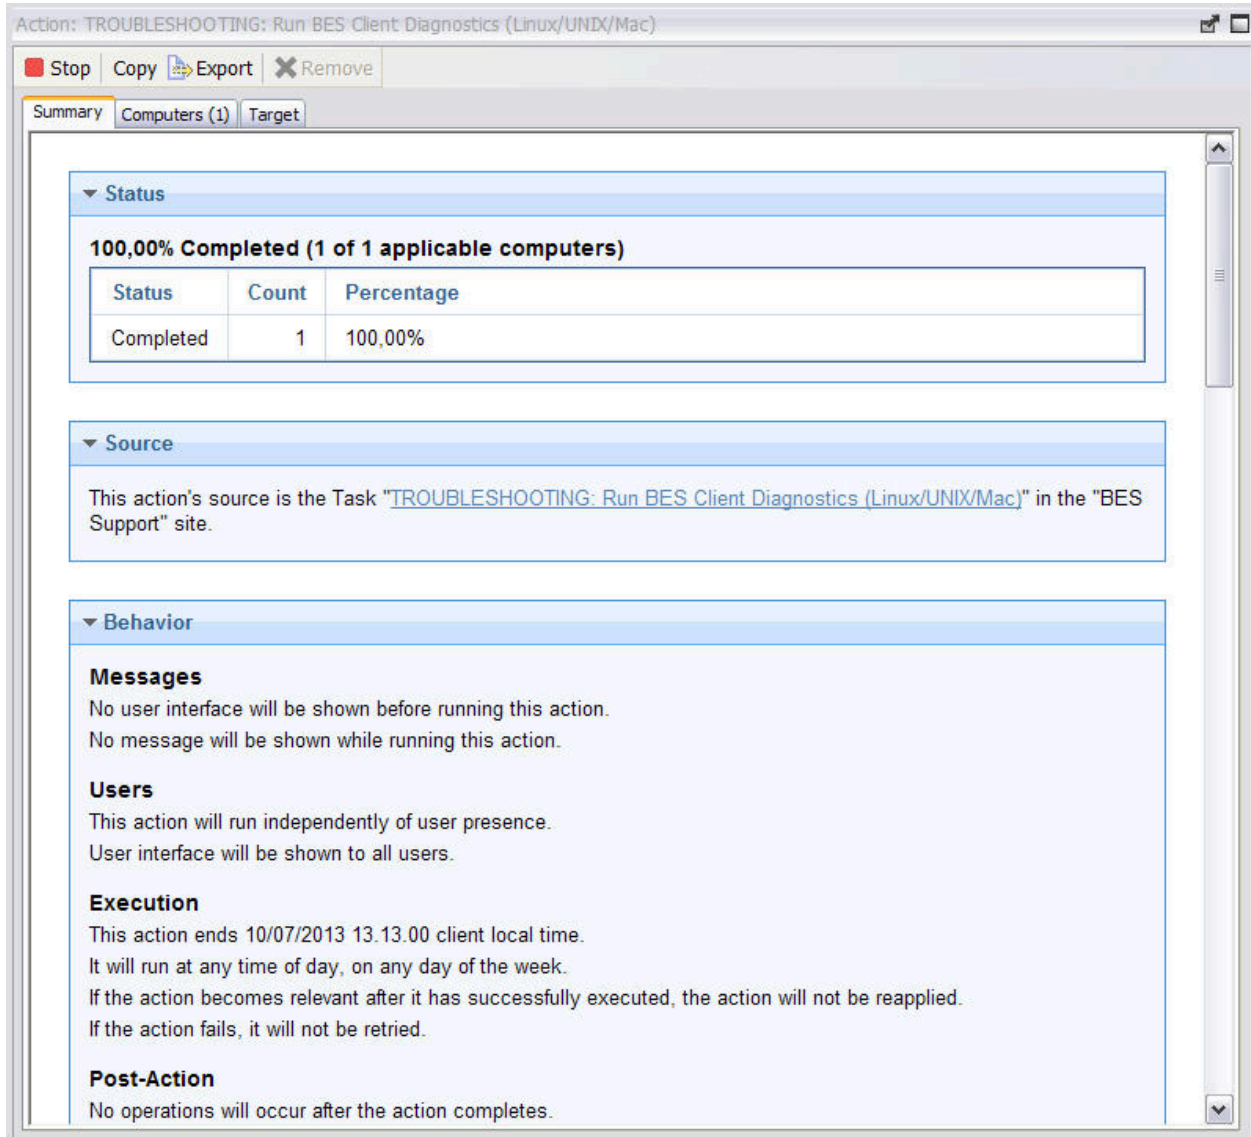 Action: TROUBLESHOOTING: Run BES Client Diagnostics (Linux/UNIX/Mac)
Stop Copy Export Remove
Summary Computers (1) Target
Status
100,00% Completed (1 of 1 applicable computers)
Status Count Percentage
Completed 1 100,00%
Source
This action's source is the Task "TROUBLESHOOTING: Run BES Client Diagnostics (Linux/UNIX/Mac)" in the "BES
Support" site.
Behavior
Messages
No user interface will be shown before running this action.
No message will be shown while running this action.
Users
This action will run independently of user presence.
User interface will be shown to all users.
Execution
This action ends 10/07/2013 13.13.00 client local time.
It will run at any time of day, on any day of the week.
If the action becomes relevant after it has successfully executed, the action will not be reapplied.
If the action fails, it will not be retried.
Post-Action
No operations will occur after the action completes.